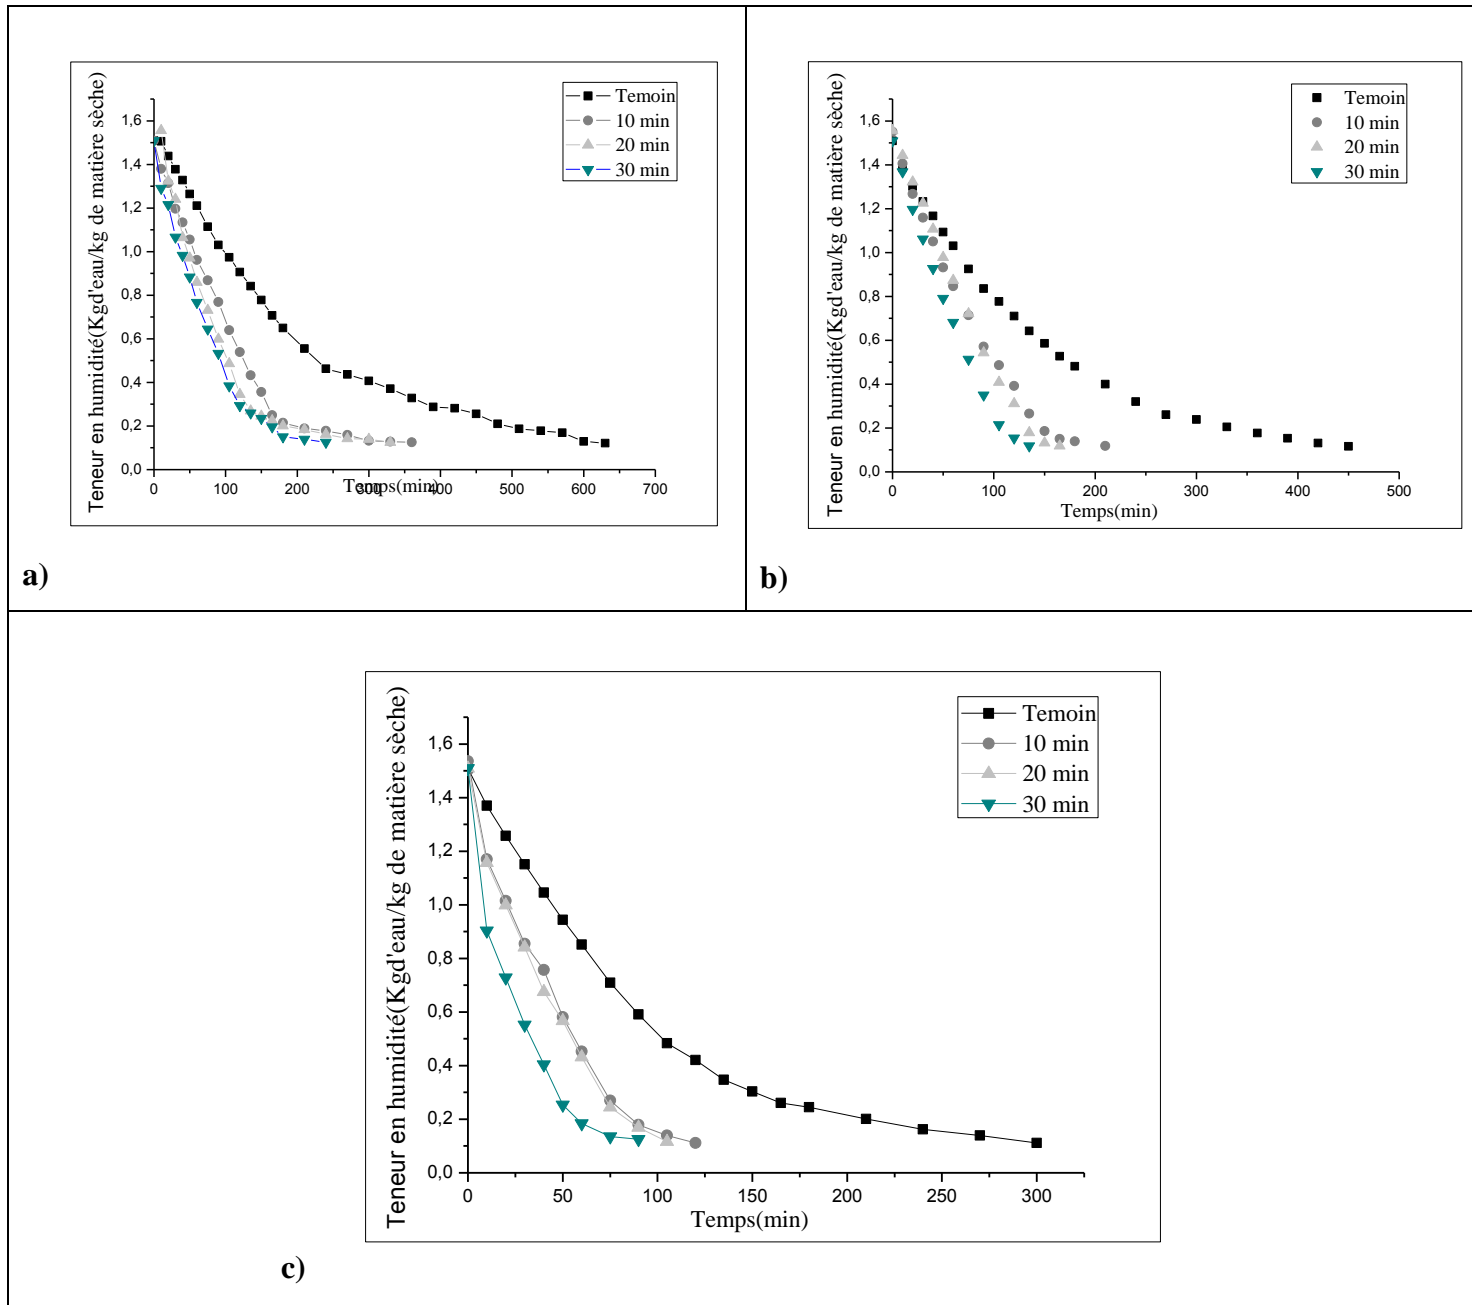 Teneur en humidité(Kgd'eau/kg de matière sèche)
1,6
1,4
1,2
1,0
0,8
0,6
0,4
0,2
0,0
0 100 200 300 400 500 600 700
Temps(min)
Temoin
10 min
20 min
30 min
a)
Teneur en humidité(Kgd'eau/kg de matière sèche)
1,6
1,4
1,2
1,0
0,8
0,6
0,4
0,2
0,0
0 100 200 300 400 500
Temps(min)
Temoin
10 min
20 min
30 min
b)
Teneur en humidité(Kgd'eau/kg de matière sèche)
1,6
1,4
1,2
1,0
0,8
0,6
0,4
0,2
0,0
0 50 100 150 200 250 300
Temps(min)
Temoin
10 min
20 min
30 min
c)